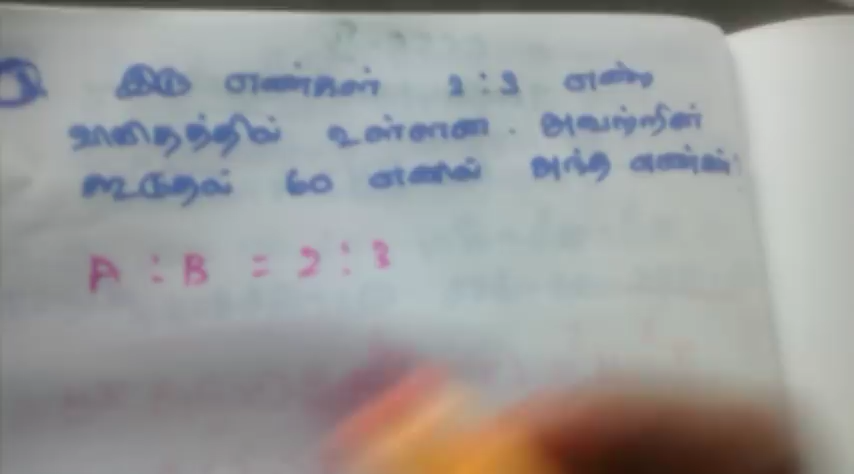 இரு எண்கள் 2 : 3 என்ற
விகிதத்தில் உள்ளன. அவற்றின்
கூடுதல் 60 எனில் அந்த எண்கள்
A : B = 2 : 3